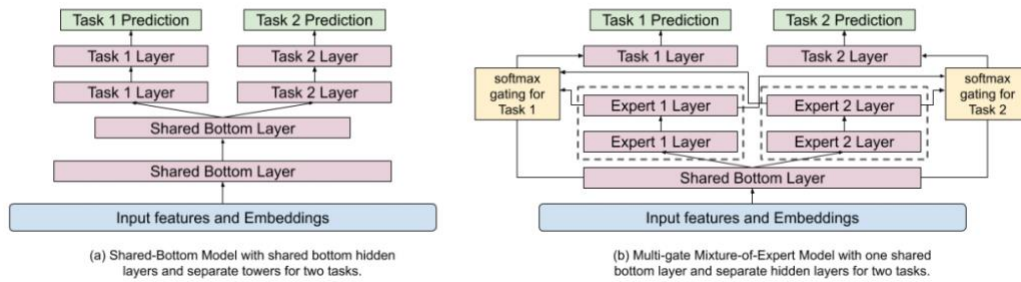 Task 1 Prediction
Task 2 Prediction
Task 1 Layer
Task 2 Layer
Task 1 Layer
Task 2 Layer
Shared Bottom Layer
Shared Bottom Layer
Input features and Embeddings
(a) Shared-Bottom Model with shared bottom hidden
layers and separate towers for two tasks.
Task 1 Prediction
Task 2 Prediction
Task 1 Layer
Task 2 Layer
softmax
gating for
Task 1
softmax
gating for
Task 2
Expert 1 Layer
Expert 2 Layer
Expert 1 Layer
Expert 2 Layer
Shared Bottom Layer
Input features and Embeddings
(b) Multi-gate Mixture-of-Expert Model with one shared
bottom layer and separate hidden layers for two tasks.